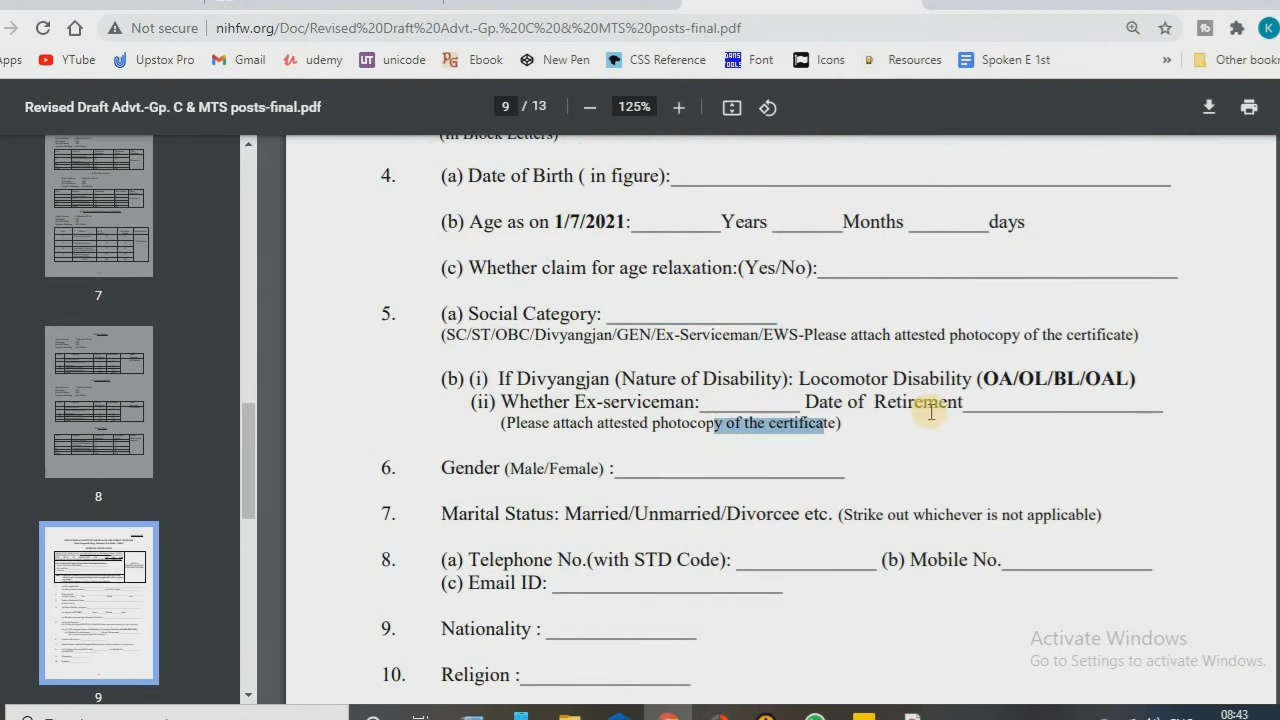 Not secure | nihfw.org/Doc/Revised%20Draft%20Advt.-Gp.%20C%20&%20MTS%20posts-final.pdf K
Apps YTube Upstox Pro Gmail udemy UT unicode Ebook New Pen CSS Reference Font Icons Resources Spoken E 1st » Other book
Revised Draft Advt.-Gp. C & MTS posts-final.pdf 9 / 13 125%
(In Block Letters)
4. (a) Date of Birth ( in figure):
(b) Age as on 1/7/2021: Years Months days
(c) Whether claim for age relaxation:(Yes/No):
5. (a) Social Category:
(SC/ST/OBC/Divyangjan/GEN/Ex-Serviceman/EWS-Please attach attested photocopy of the certificate)
(b) (i) If Divyangjan (Nature of Disability): Locomotor Disability (OA/OL/BL/OAL)
(ii) Whether Ex-serviceman: Date of Retirement
(Please attach attested photocopy of the certificate)
6. Gender (Male/Female) :
7. Marital Status: Married/Unmarried/Divorcee etc. (Strike out whichever is not applicable)
8. (a) Telephone No.(with STD Code): (b) Mobile No.
(c) Email ID:
9. Nationality :
10. Religion :
7
8
9
Activate Windows
Go to Settings to activate Windows.
08:43